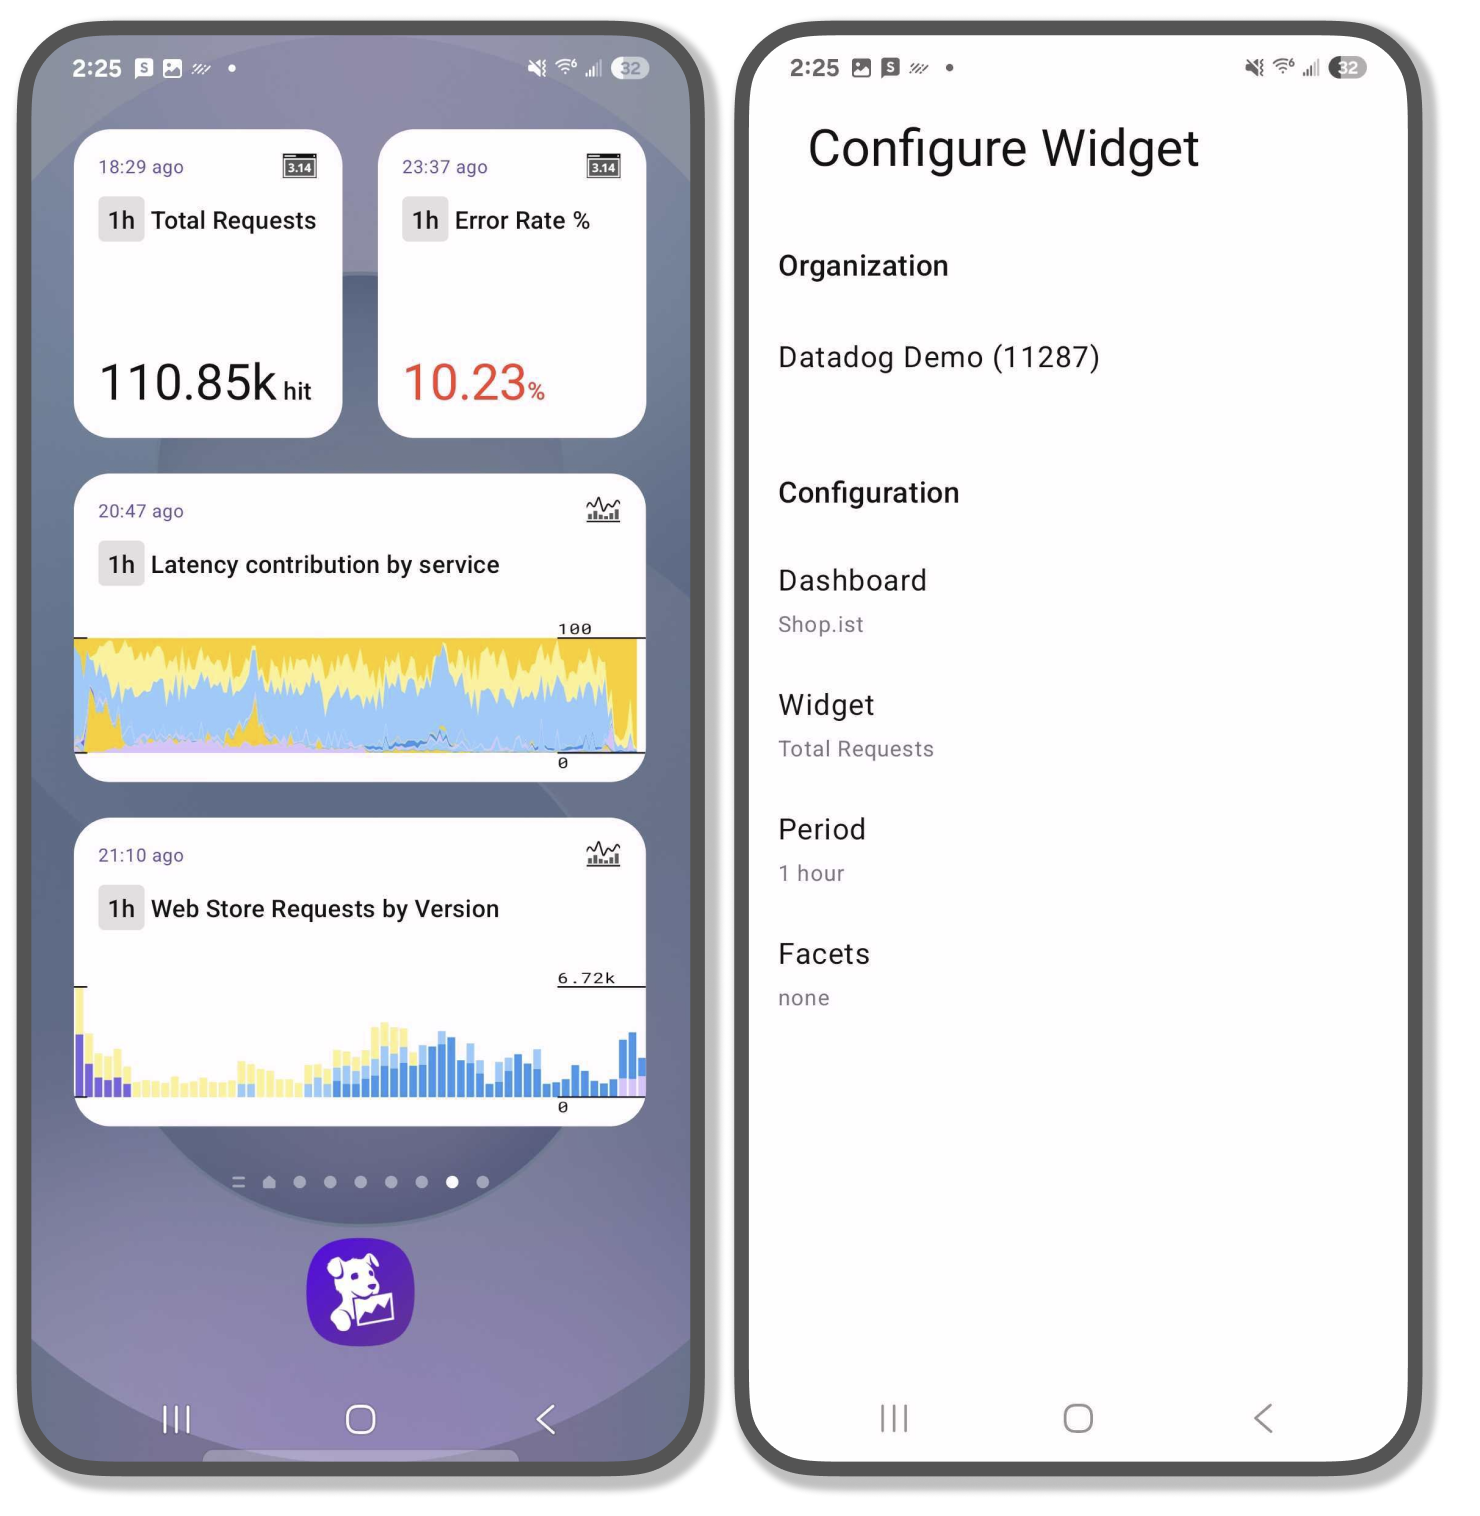 2:25
32
18:29 ago
3.14
1h Total Requests
110.85k hit
23:37 ago
3.14
1h Error Rate %
10.23%
20:47 ago
1h Latency contribution by service
100
0
21:10 ago
1h Web Store Requests by Version
6.72k
0
2:25
32
Configure Widget
Organization
Datadog Demo (11287)
Configuration
Dashboard
Shop.ist
Widget
Total Requests
Period
1 hour
Facets
none